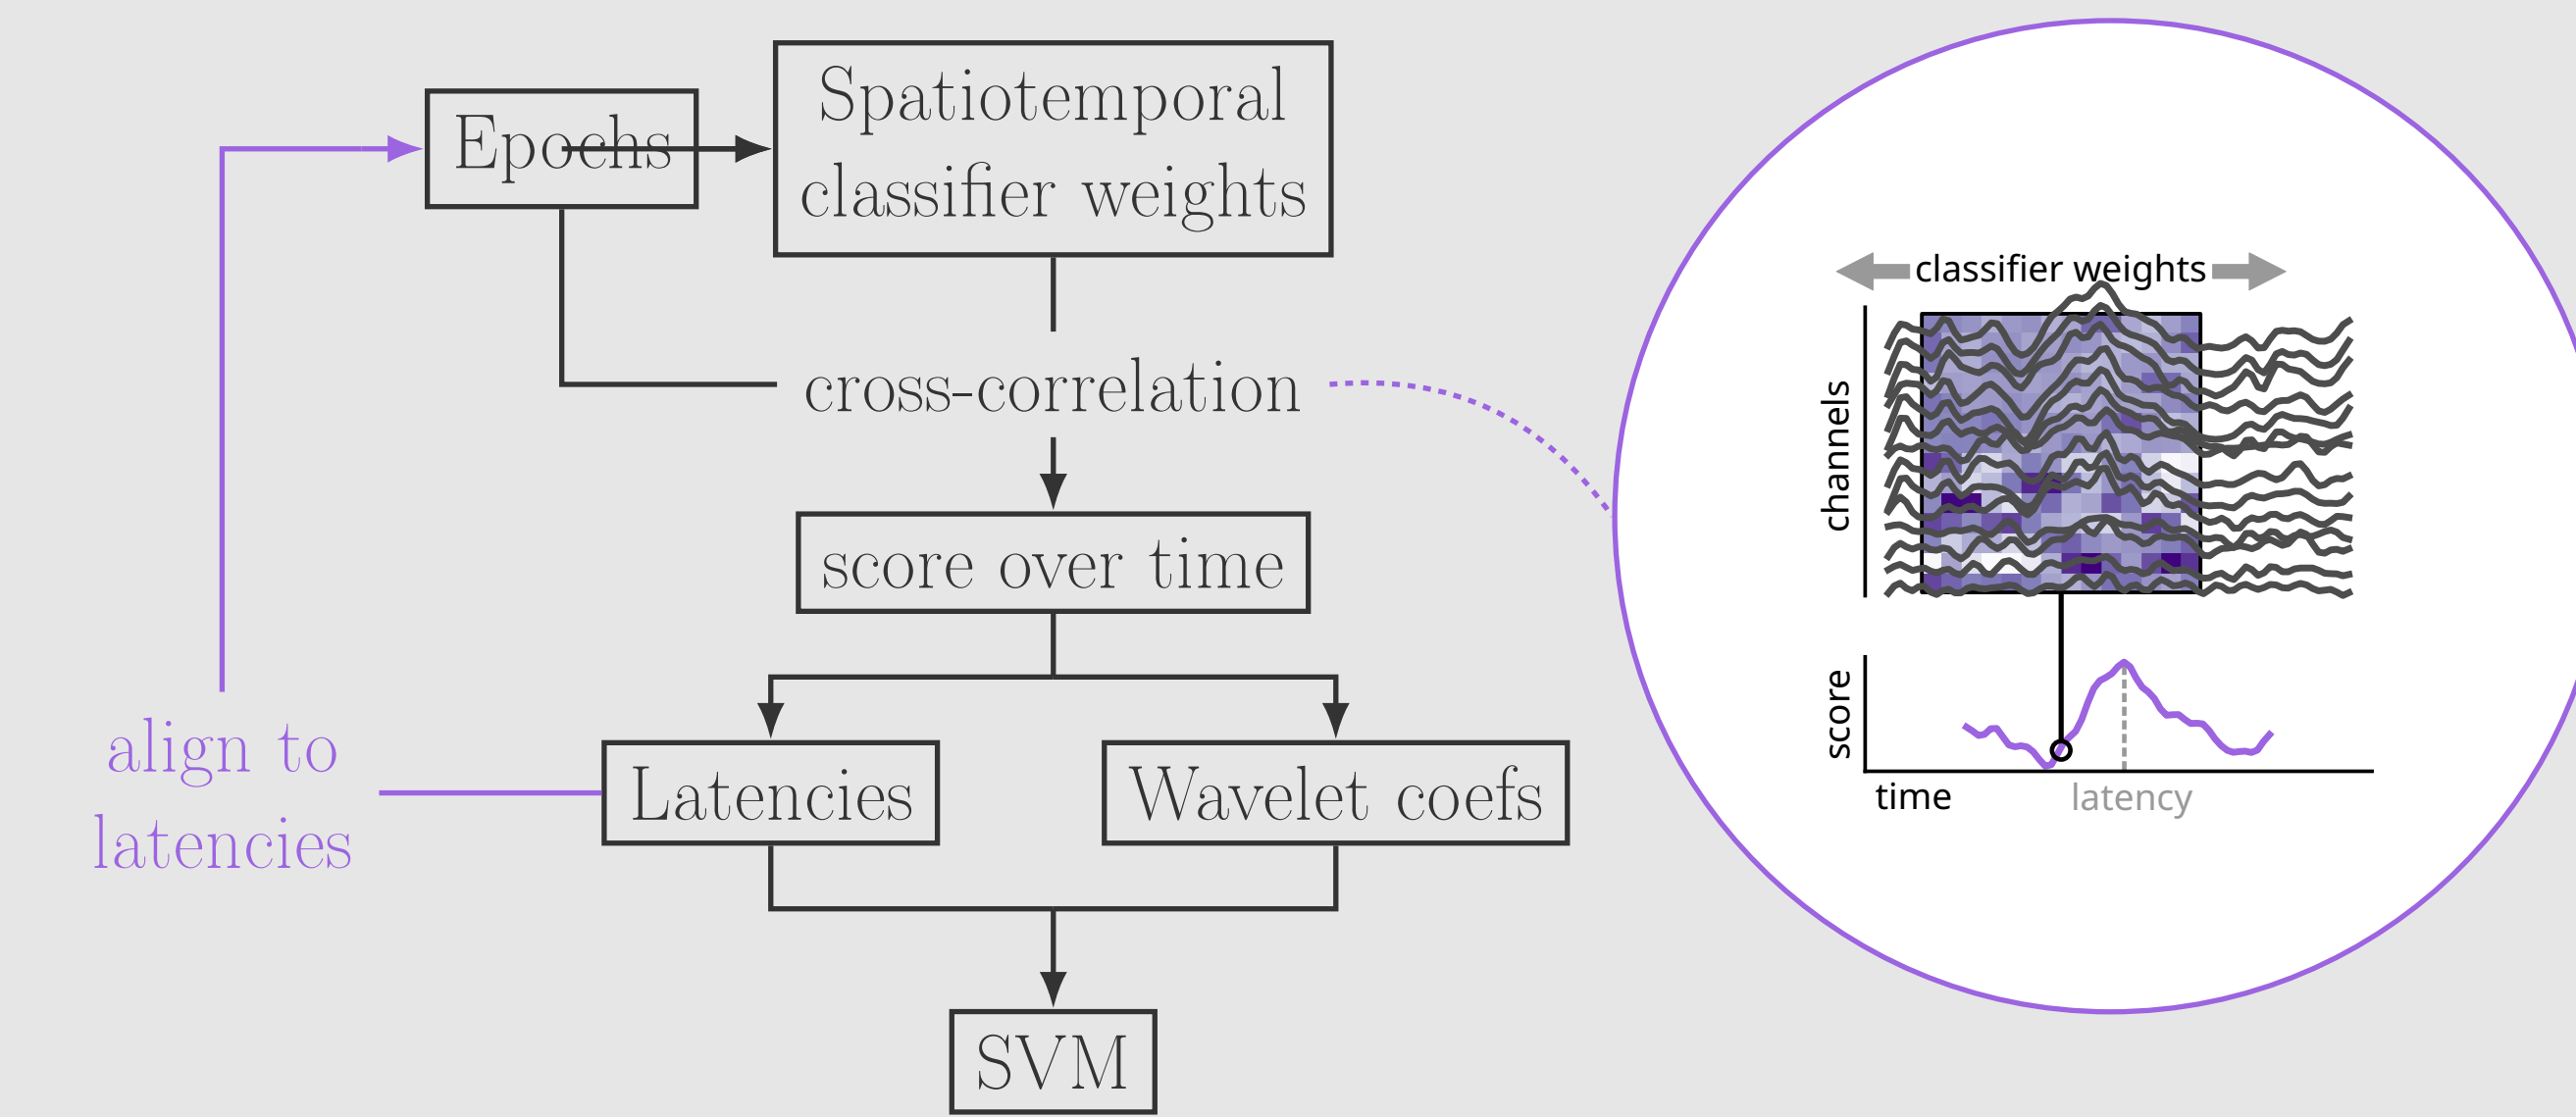 Epochs
Spatiotemporal
classifier weights
cross-correlation
score over time
align to
latencies
Latencies
Wavelet coefs
SVM
classifier weights
channels
score
time
latency